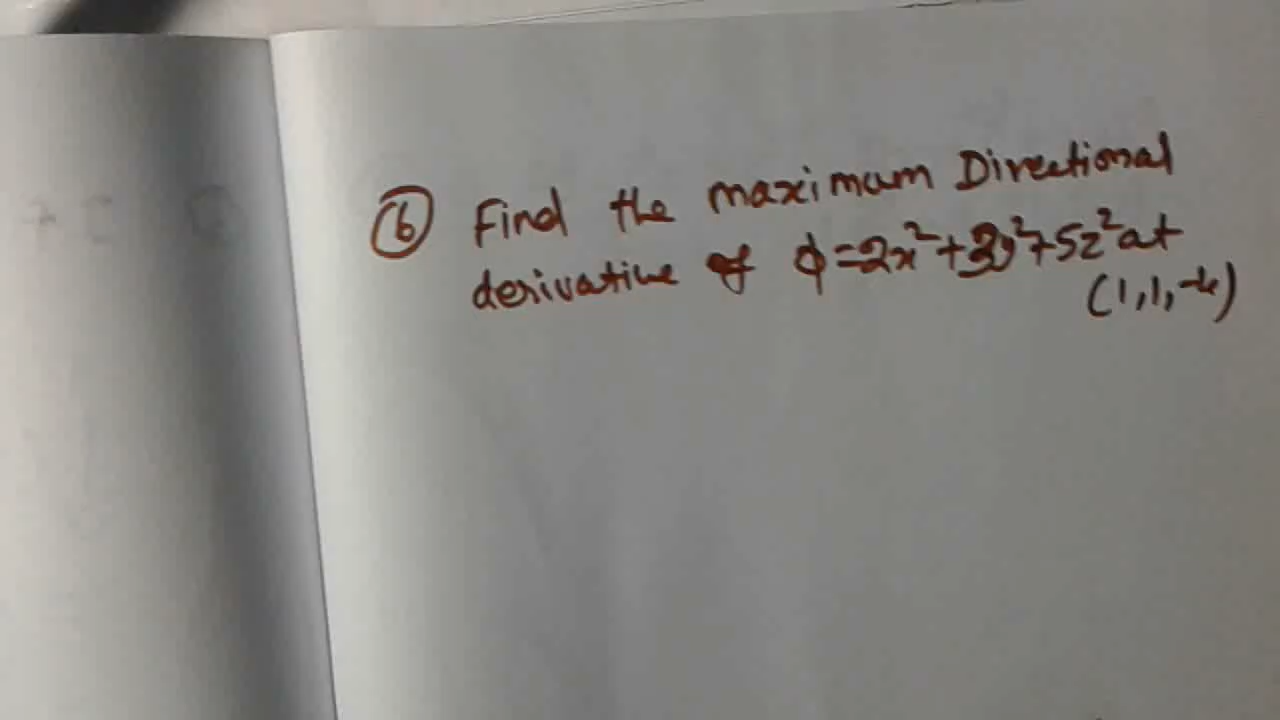 6 Find the maximum Directional
derivative of ϕ=2x²+3y²+5z² at
(1,1,-4)